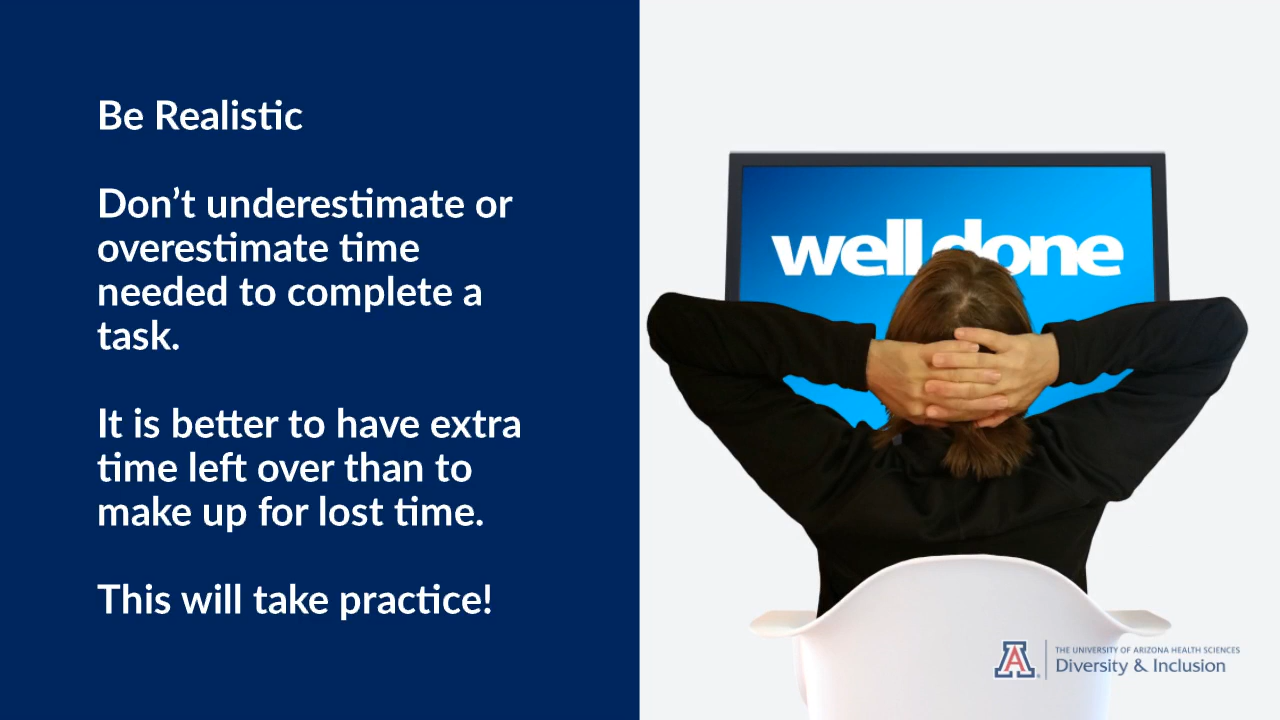 Be Realistic
Don’t underestimate or
overestimate time
needed to complete a
task.
It is better to have extra
time left over than to
make up for lost time.
This will take practice!
well done
A
THE UNIVERSITY OF ARIZONA HEALTH SCIENCES
Diversity & Inclusion